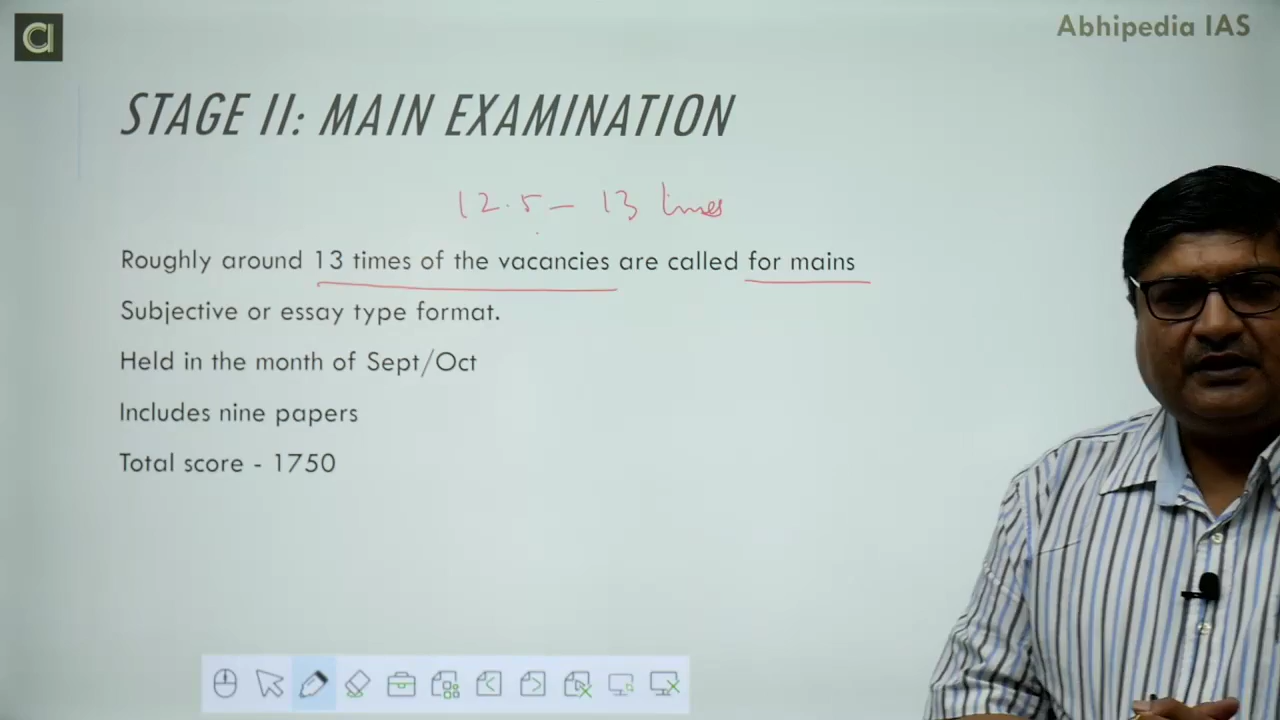 Abhipedia IAS
STAGE II: MAIN EXAMINATION
12.5 – 13 times
Roughly around 13 times of the vacancies are called for mains
Subjective or essay type format.
Held in the month of Sept/Oct
Includes nine papers
Total score - 1750